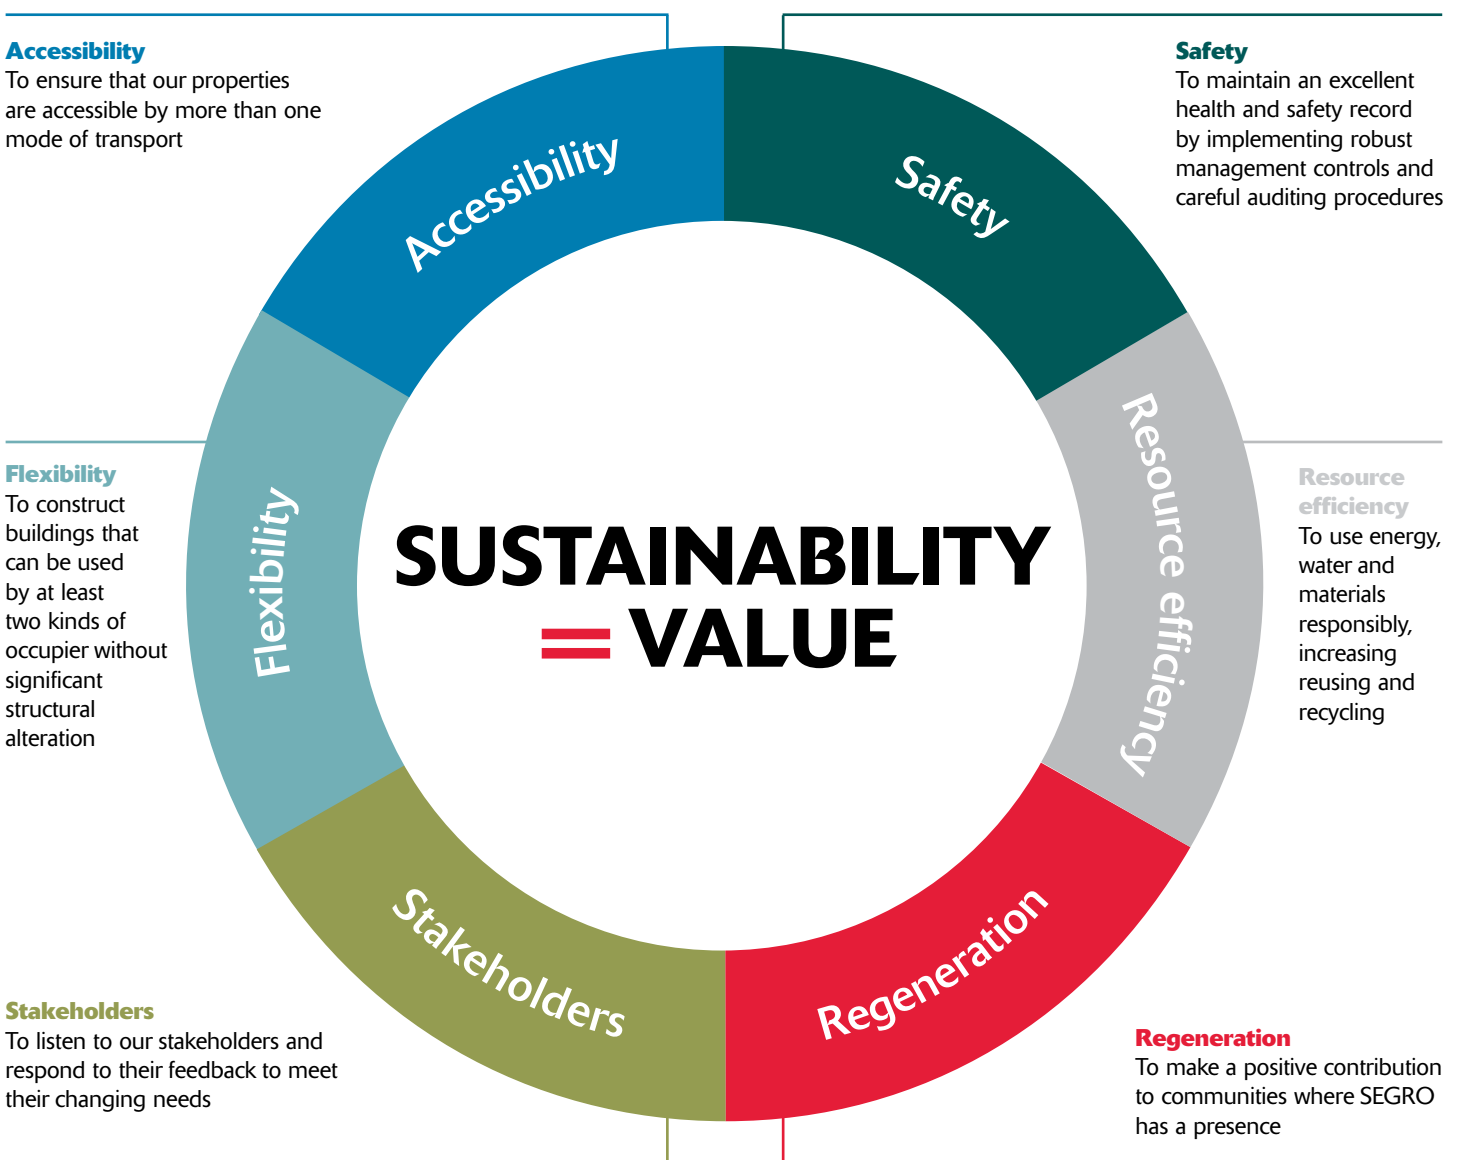 Accessibility
To ensure that our properties
are accessible by more than one
mode of transport
Safety
To maintain an excellent
health and safety record
by implementing robust
management controls and
careful auditing procedures
Accessibility
Safety
Flexibility
To construct
buildings that
can be used
by at least
two kinds of
occupier without
significant
structural
alteration
Flexibility
SUSTAINABILITY
= VALUE
Resource efficiency
Resource
efficiency
To use energy,
water and
materials
responsibly,
increasing
reusing and
recycling
Stakeholders
Regeneration
Stakeholders
To listen to our stakeholders and
respond to their feedback to meet
their changing needs
Regeneration
To make a positive contribution
to communities where SEGRO
has a presence